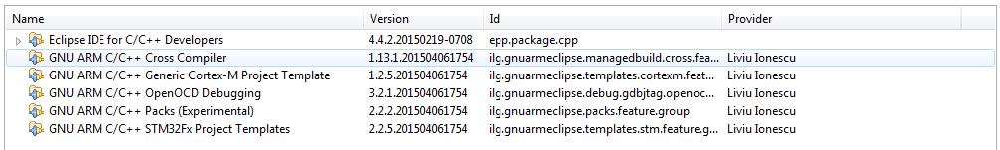 Name Version Id Provider
Eclipse IDE for C/C++ Developers 4.4.2.20150219-0708 epp.package.cpp
GNU ARM C/C++ Cross Compiler 1.13.1.201504061754 ilg.gnuarmeclipse.managedbuild.cross.fea... Liviu Ionescu
GNU ARM C/C++ Generic Cortex-M Project Template 1.2.5.201504061754 ilg.gnuarmeclipse.templates.cortexm.feat... Liviu Ionescu
GNU ARM C/C++ OpenOCD Debugging 3.2.1.201504061754 ilg.gnuarmeclipse.debug.gdbjtag.openoc... Liviu Ionescu
GNU ARM C/C++ Packs (Experimental) 2.2.2.201504061754 ilg.gnuarmeclipse.packs.feature.group Liviu Ionescu
GNU ARM C/C++ STM32Fx Project Templates 2.2.5.201504061754 ilg.gnuarmeclipse.templates.stm.feature.g... Liviu Ionescu